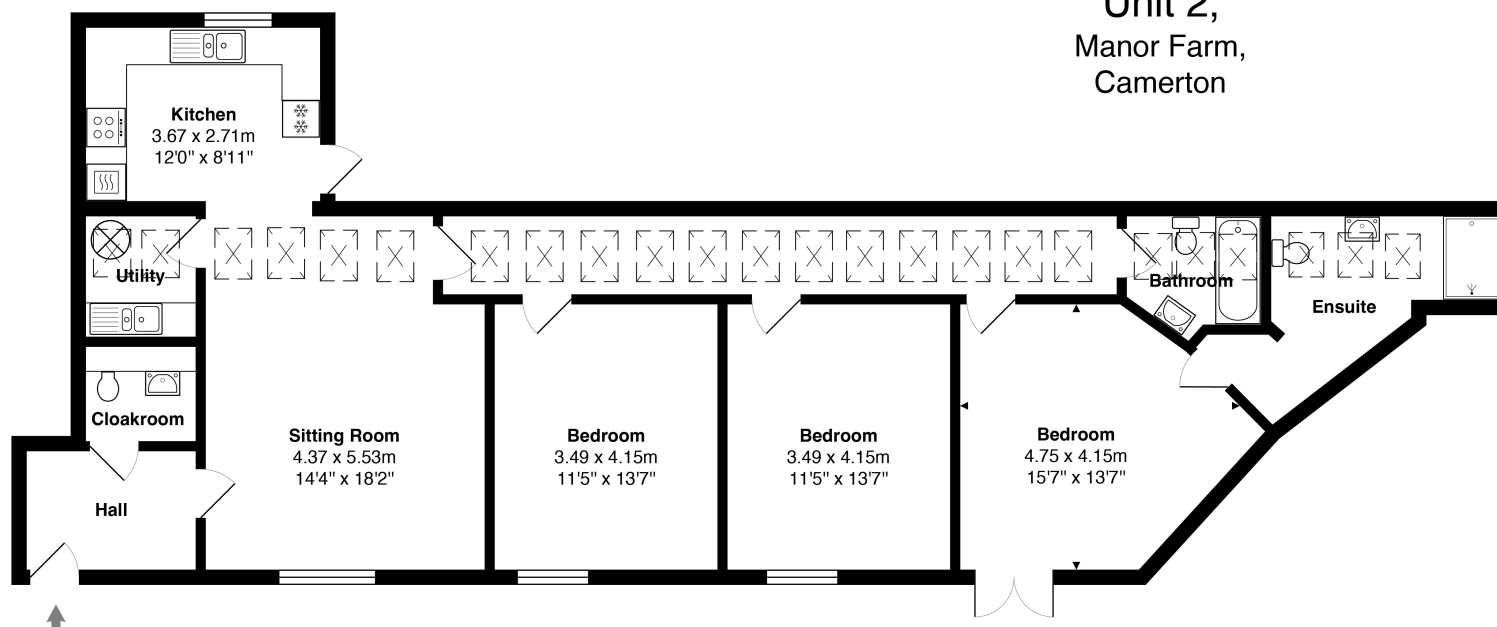 Unit 2,
Manor Farm,
Camerton
Kitchen
3.67 x 2.71m
12'0" x 8'11"
Utility
Bathroom
Ensuite
Cloakroom
Sitting Room
4.37 x 5.53m
14'4" x 18'2"
Bedroom
3.49 x 4.15m
11'5" x 13'7"
Bedroom
3.49 x 4.15m
11'5" x 13'7"
Bedroom
4.75 x 4.15m
15'7" x 13'7"
Hall